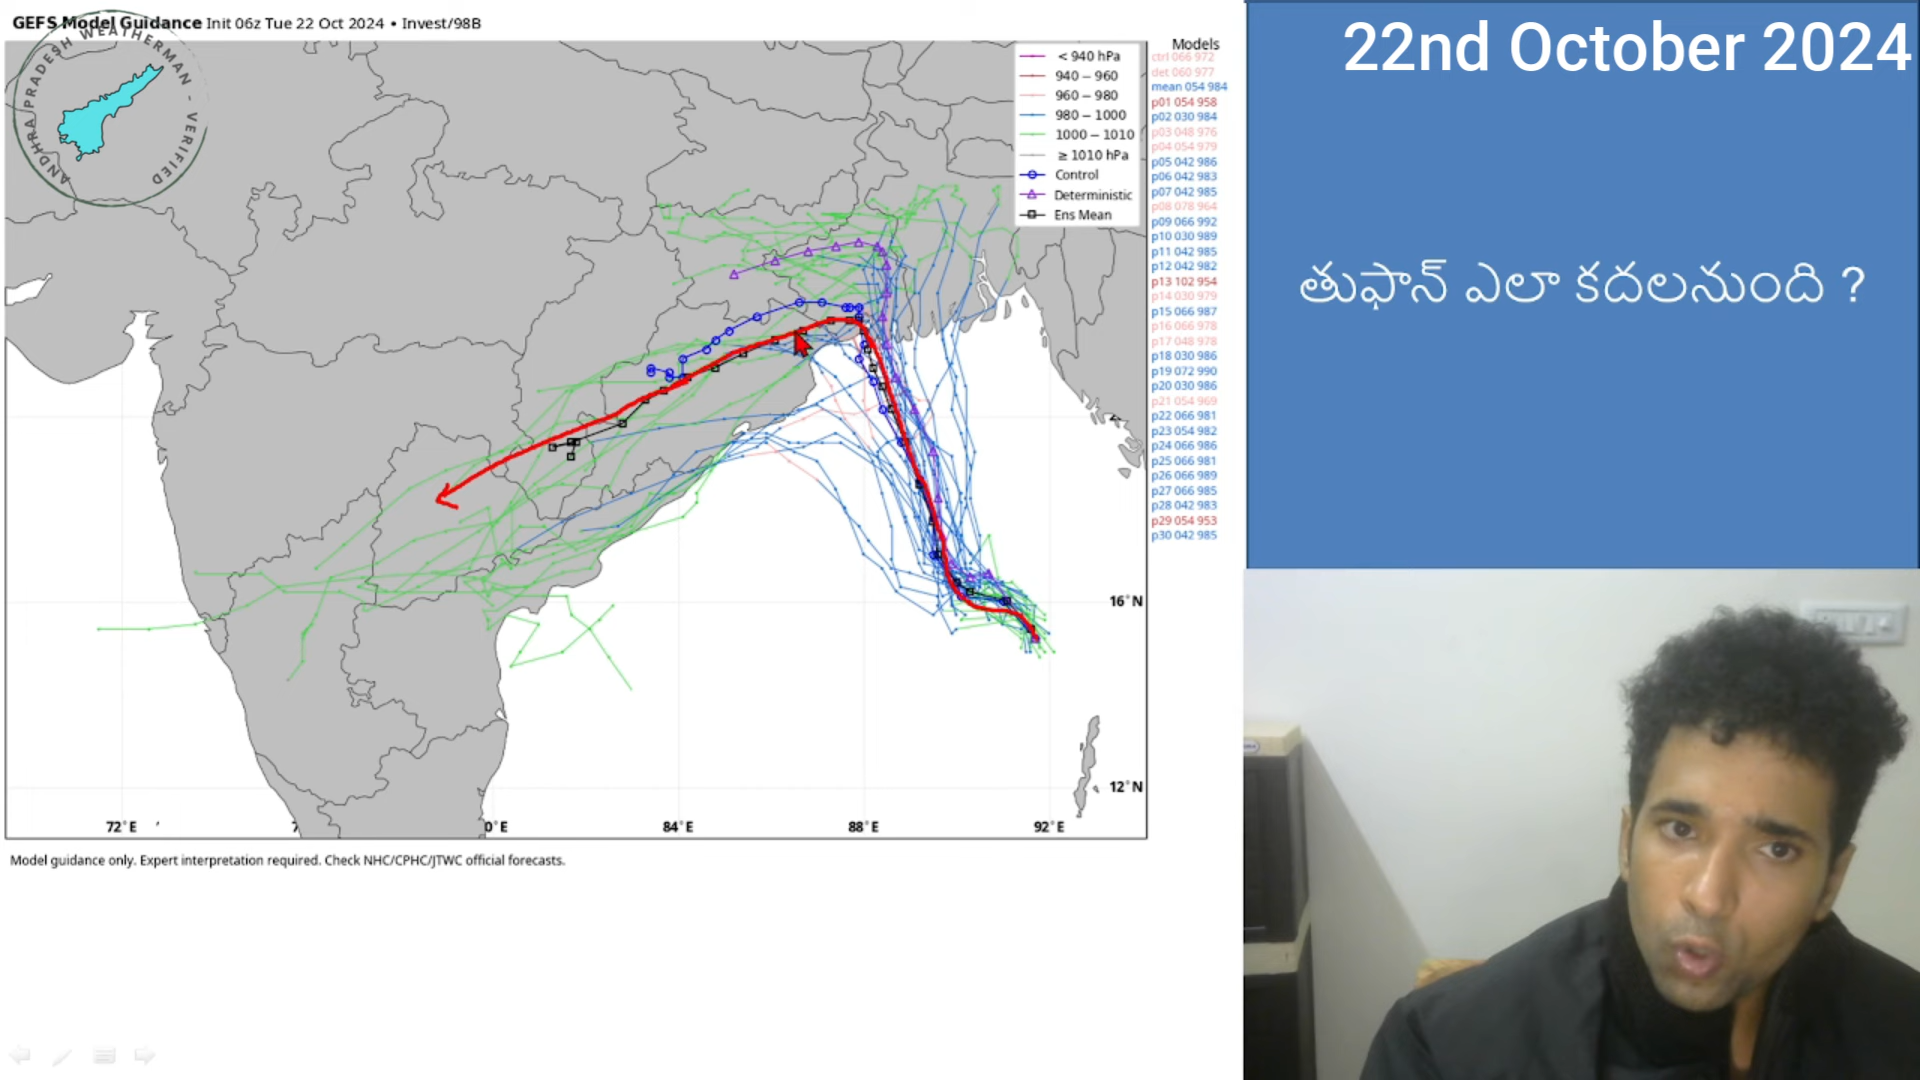 GEFS Model Guidance Init 06z Tue 22 Oct 2024 • Invest/98B
ANDHRA PRADESH WEATHERMAN - VERIFIED
< 940 hPa
940 – 960
960 – 980
980 – 1000
1000 – 1010
≥ 1010 hPa
Control
Deterministic
Ens Mean
Models
ctrl 066 972
det 060 977
mean 054 984
p01 054 958
p02 030 984
p03 048 976
p04 054 979
p05 042 986
p06 042 983
p07 042 985
p08 078 964
p09 066 992
p10 030 989
p11 042 985
p12 042 982
p13 102 954
p14 030 979
p15 066 987
p16 066 978
p17 048 978
p18 030 986
p19 072 990
p20 030 986
p21 054 969
p22 066 981
p23 054 982
p24 066 986
p25 066 981
p26 066 989
p27 066 985
p28 042 983
p29 054 953
p30 042 985
16°N
12°N
72°E
84°E
88°E
92°E
Model guidance only. Expert interpretation required. Check NHC/CPHC/JTWC official forecasts.
22nd October 2024
తుఫాన్ ఎలా కదలనుంది ?